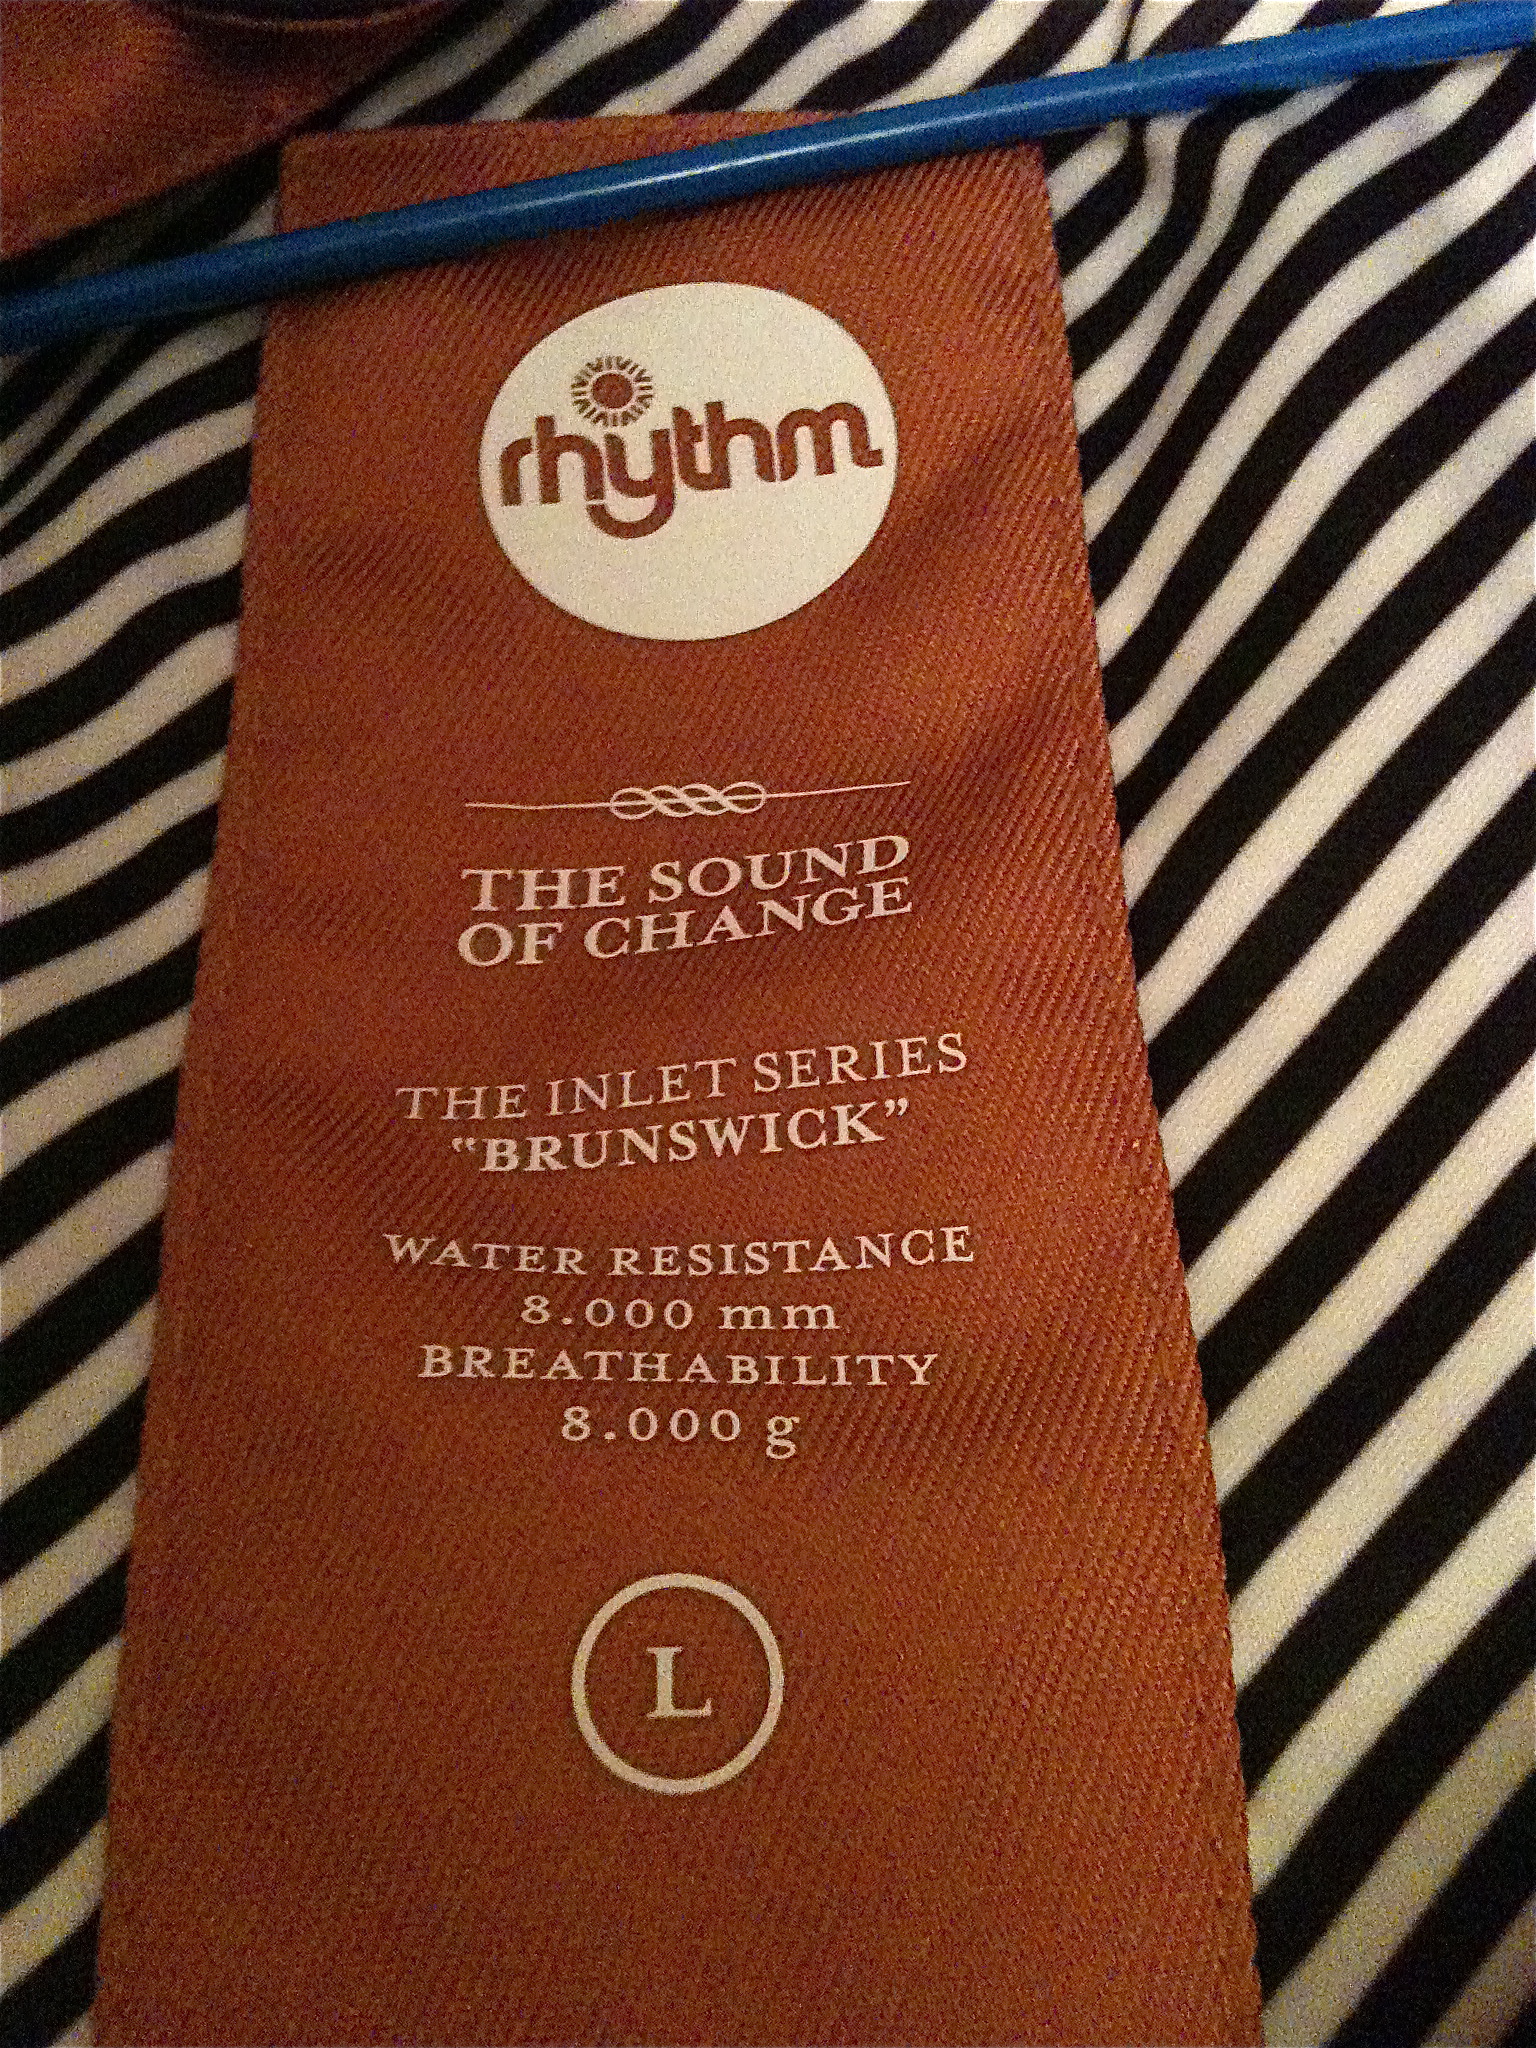 rhythm
THE SOUND
OF CHANGE
THE INLET SERIES
“BRUNSWICK”
WATER RESISTANCE
8.000 mm
BREATHABILITY
8.000 g
L